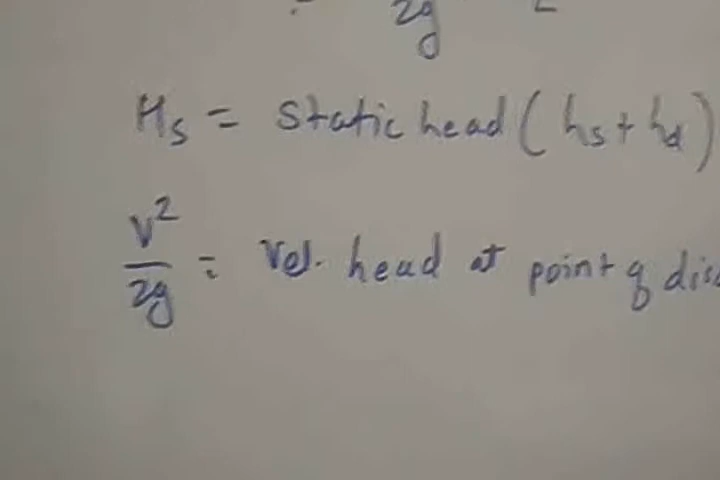 2g
Hs = Static head (hs + hd)
V²
— = Vel. head at point of
2g